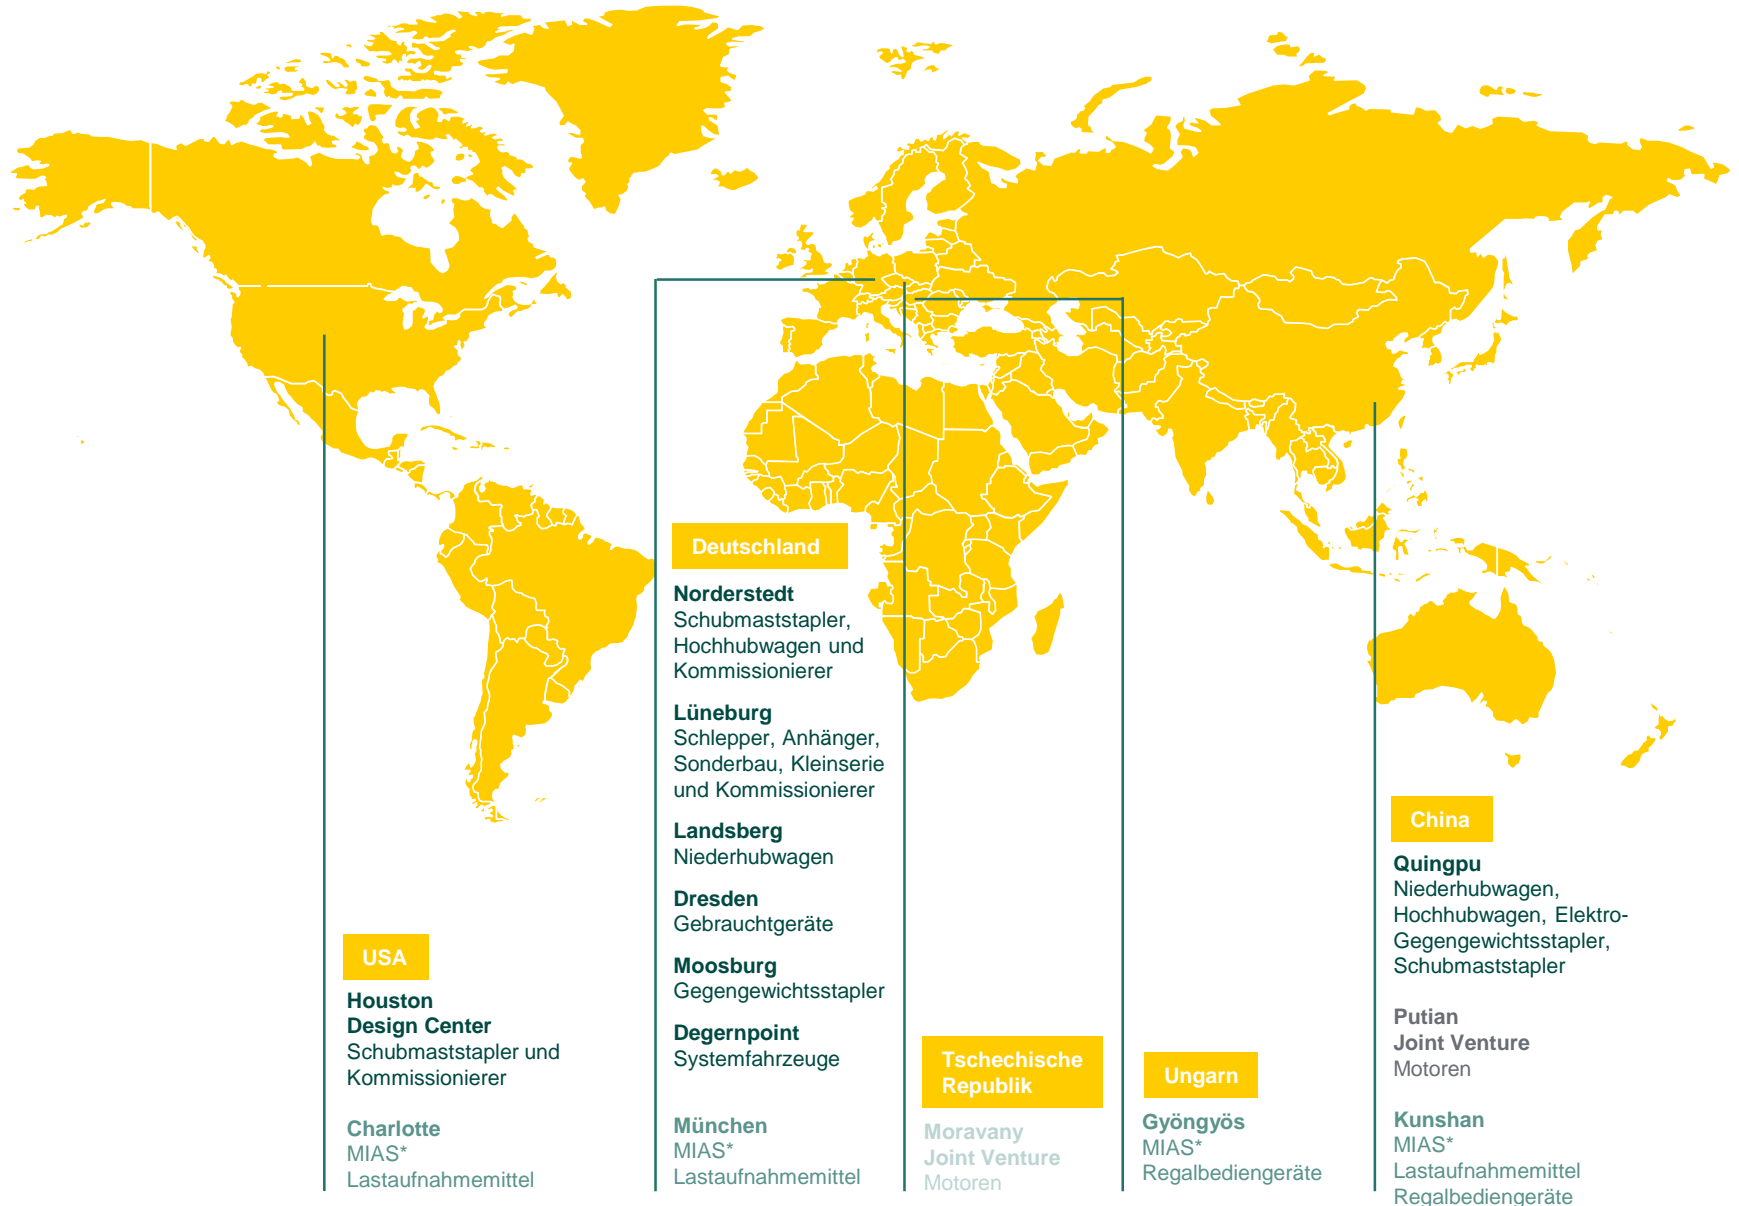 Deutschland
Norderstedt
Schubmaststapler,
Hochhubwagen und
Kommissionierer
Lüneburg
Schlepper, Anhänger,
Sonderbau, Kleinserie
und Kommissionierer
Landsberg
Niederhubwagen
Dresden
Gebrauchtgeräte
Moosburg
Gegengewichtsstapler
Degernpoint
Systemfahrzeuge
München
MIAS*
Lastaufnahmemittel
USA
Houston
Design Center
Schubmaststapler und
Kommissionierer
Charlotte
MIAS*
Lastaufnahmemittel
Tschechische
Republik
Moravany
Joint Venture
Motoren
Ungarn
Gyöngyös
MIAS*
Regalbediengeräte
China
Quingpu
Niederhubwagen,
Hochhubwagen, Elektro-
Gegengewichtsstapler,
Schubmaststapler
Putian
Joint Venture
Motoren
Kunshan
MIAS*
Lastaufnahmemittel
Regalbediengeräte